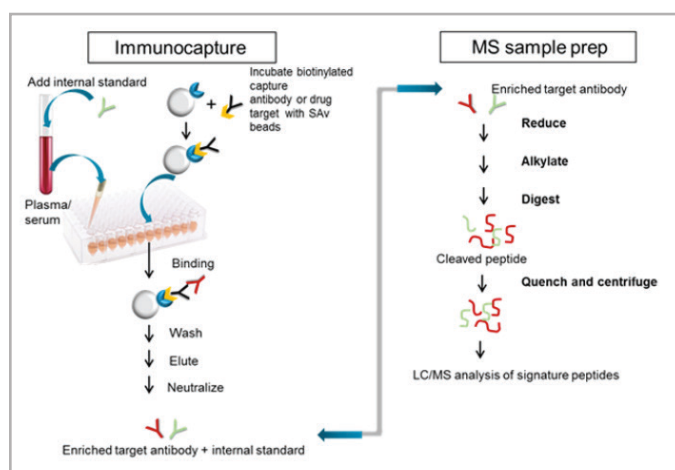 Immunocapture
Add internal standard
Incubate biotinylated
capture
antibody or drug
target with SAv
beads
+
Plasma/
serum
Binding
Wash
Elute
Neutralize
Enriched target antibody + internal standard
MS sample prep
Enriched target antibody
Reduce
Alkylate
Digest
Cleaved peptide
Quench and centrifuge
LC/MS analysis of signature peptides